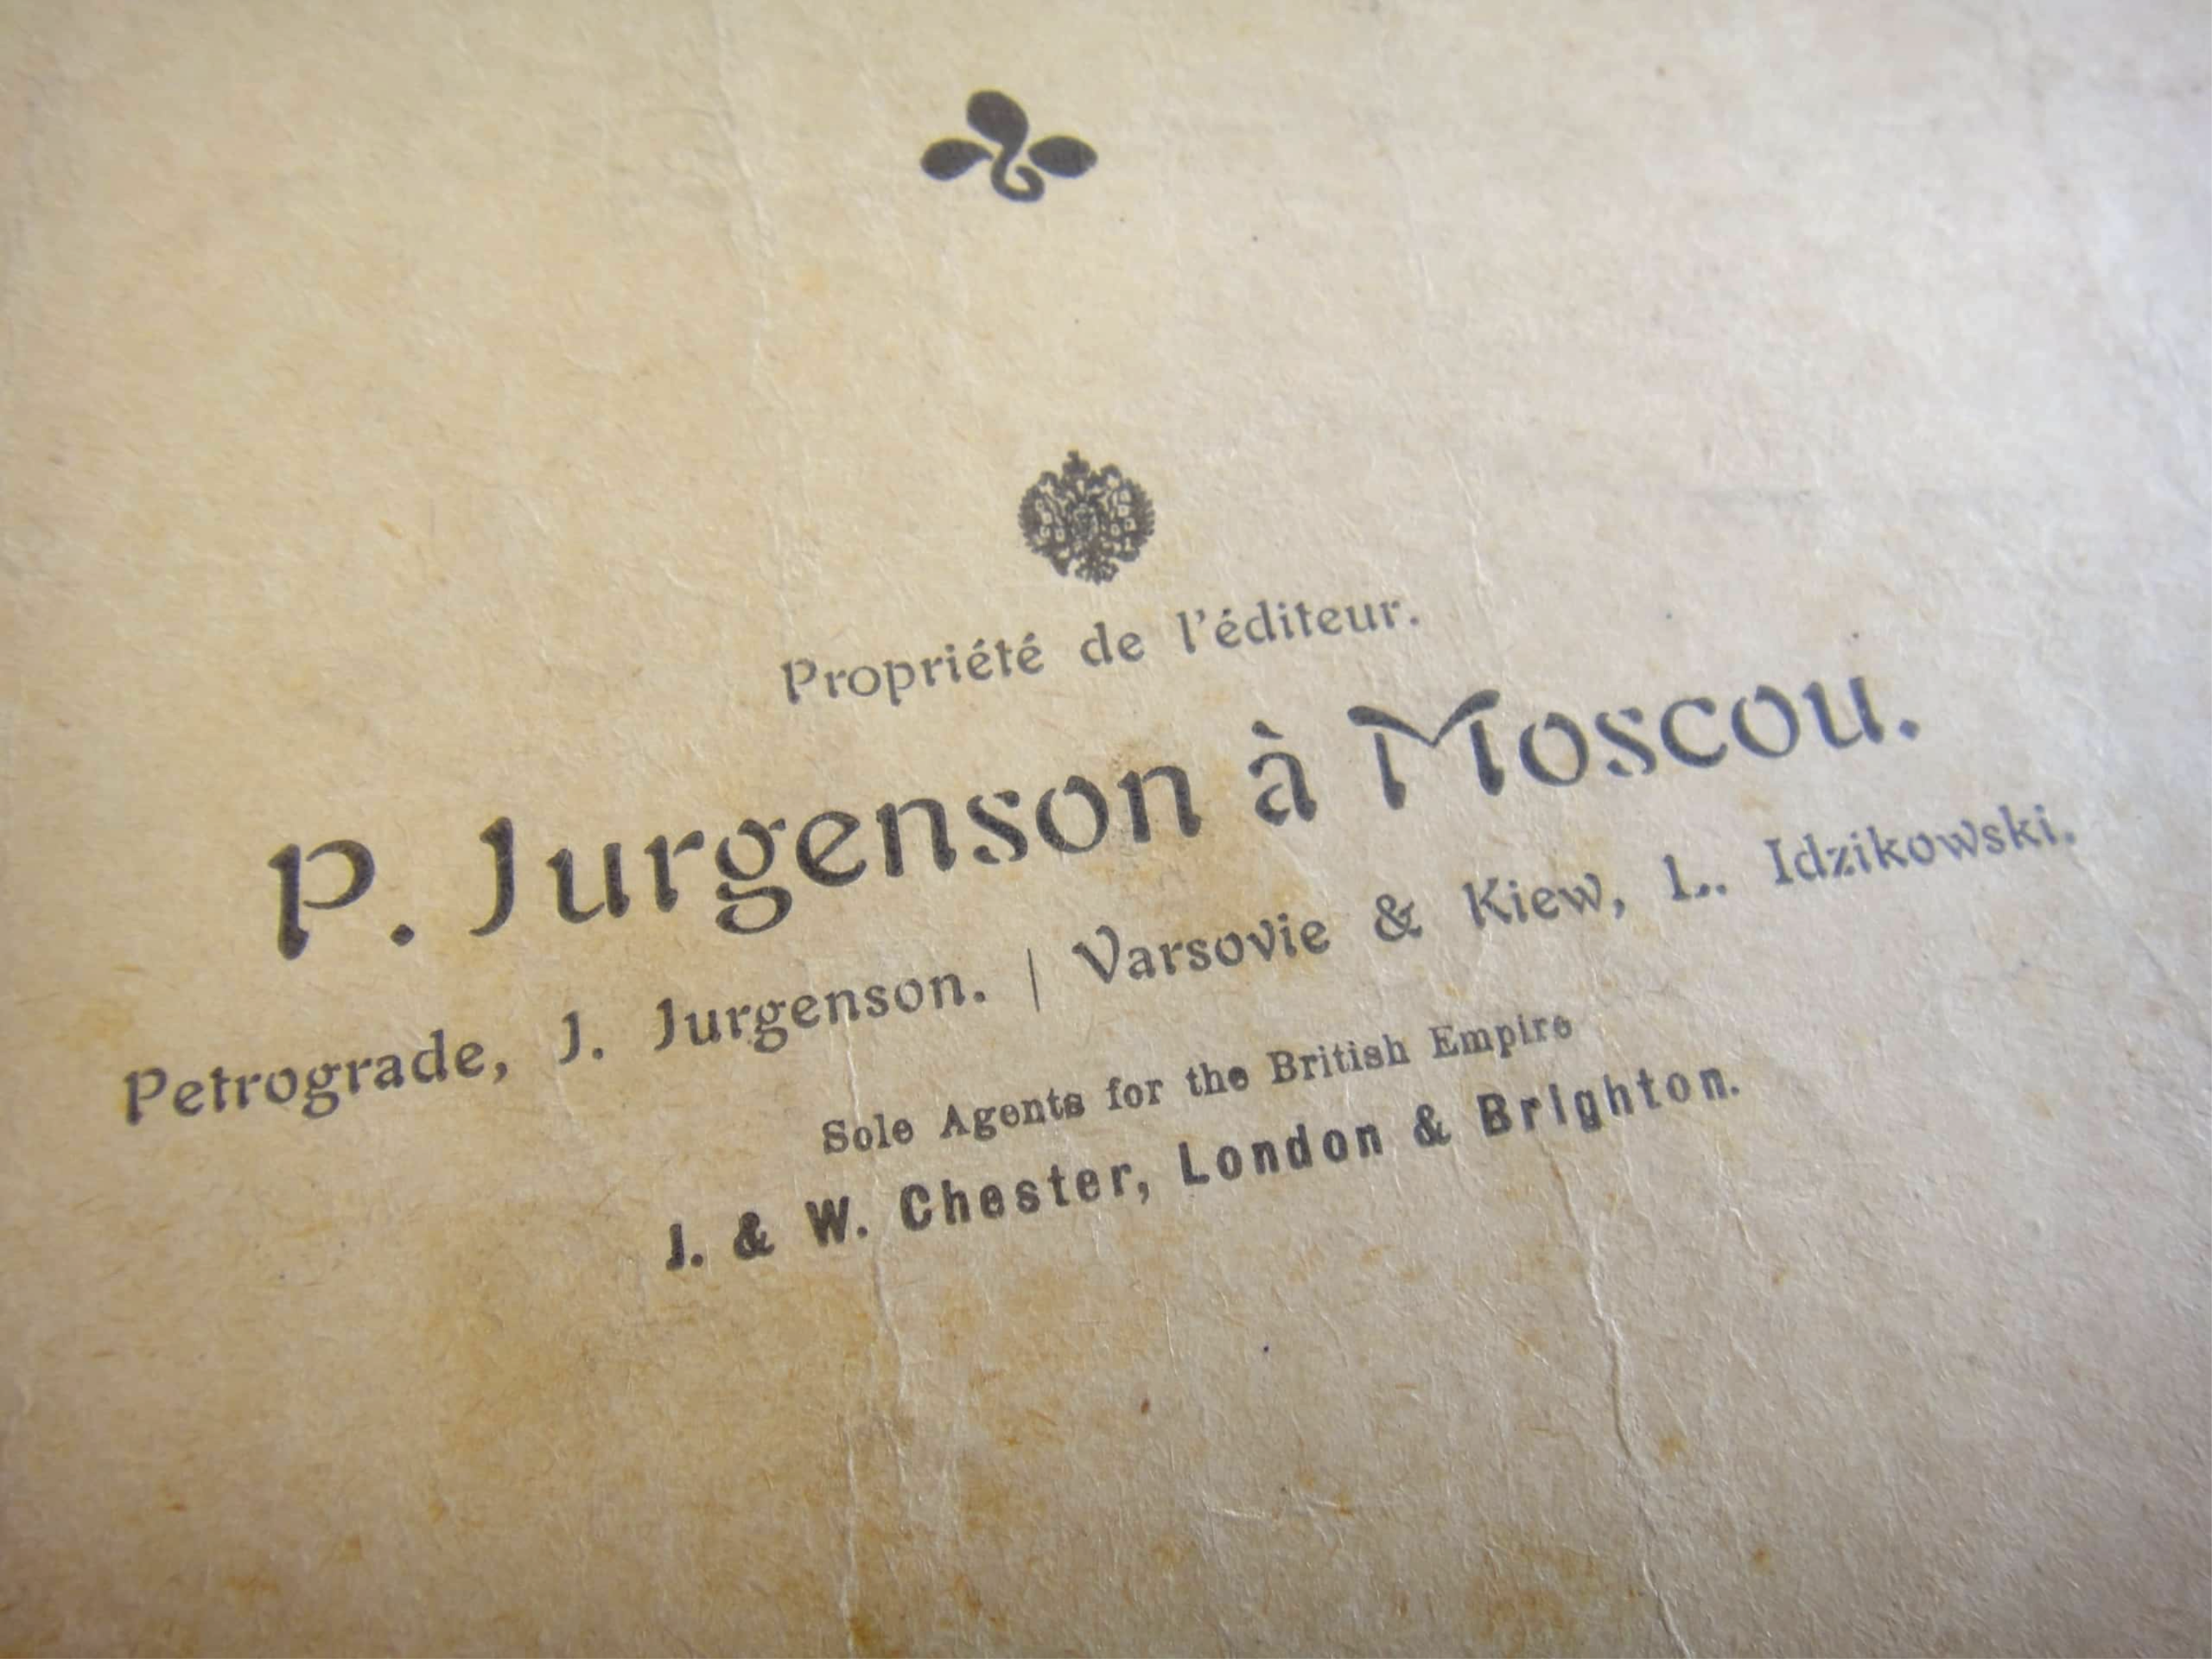 Propriété de l'éditeur.
P. Jurgenson à Moscou.
Petrograde, J. Jurgenson. | Varsovie & Kiew, L. Idzikowski.
Sole Agents for the British Empire
J. & W. Chester, London & Brighton.